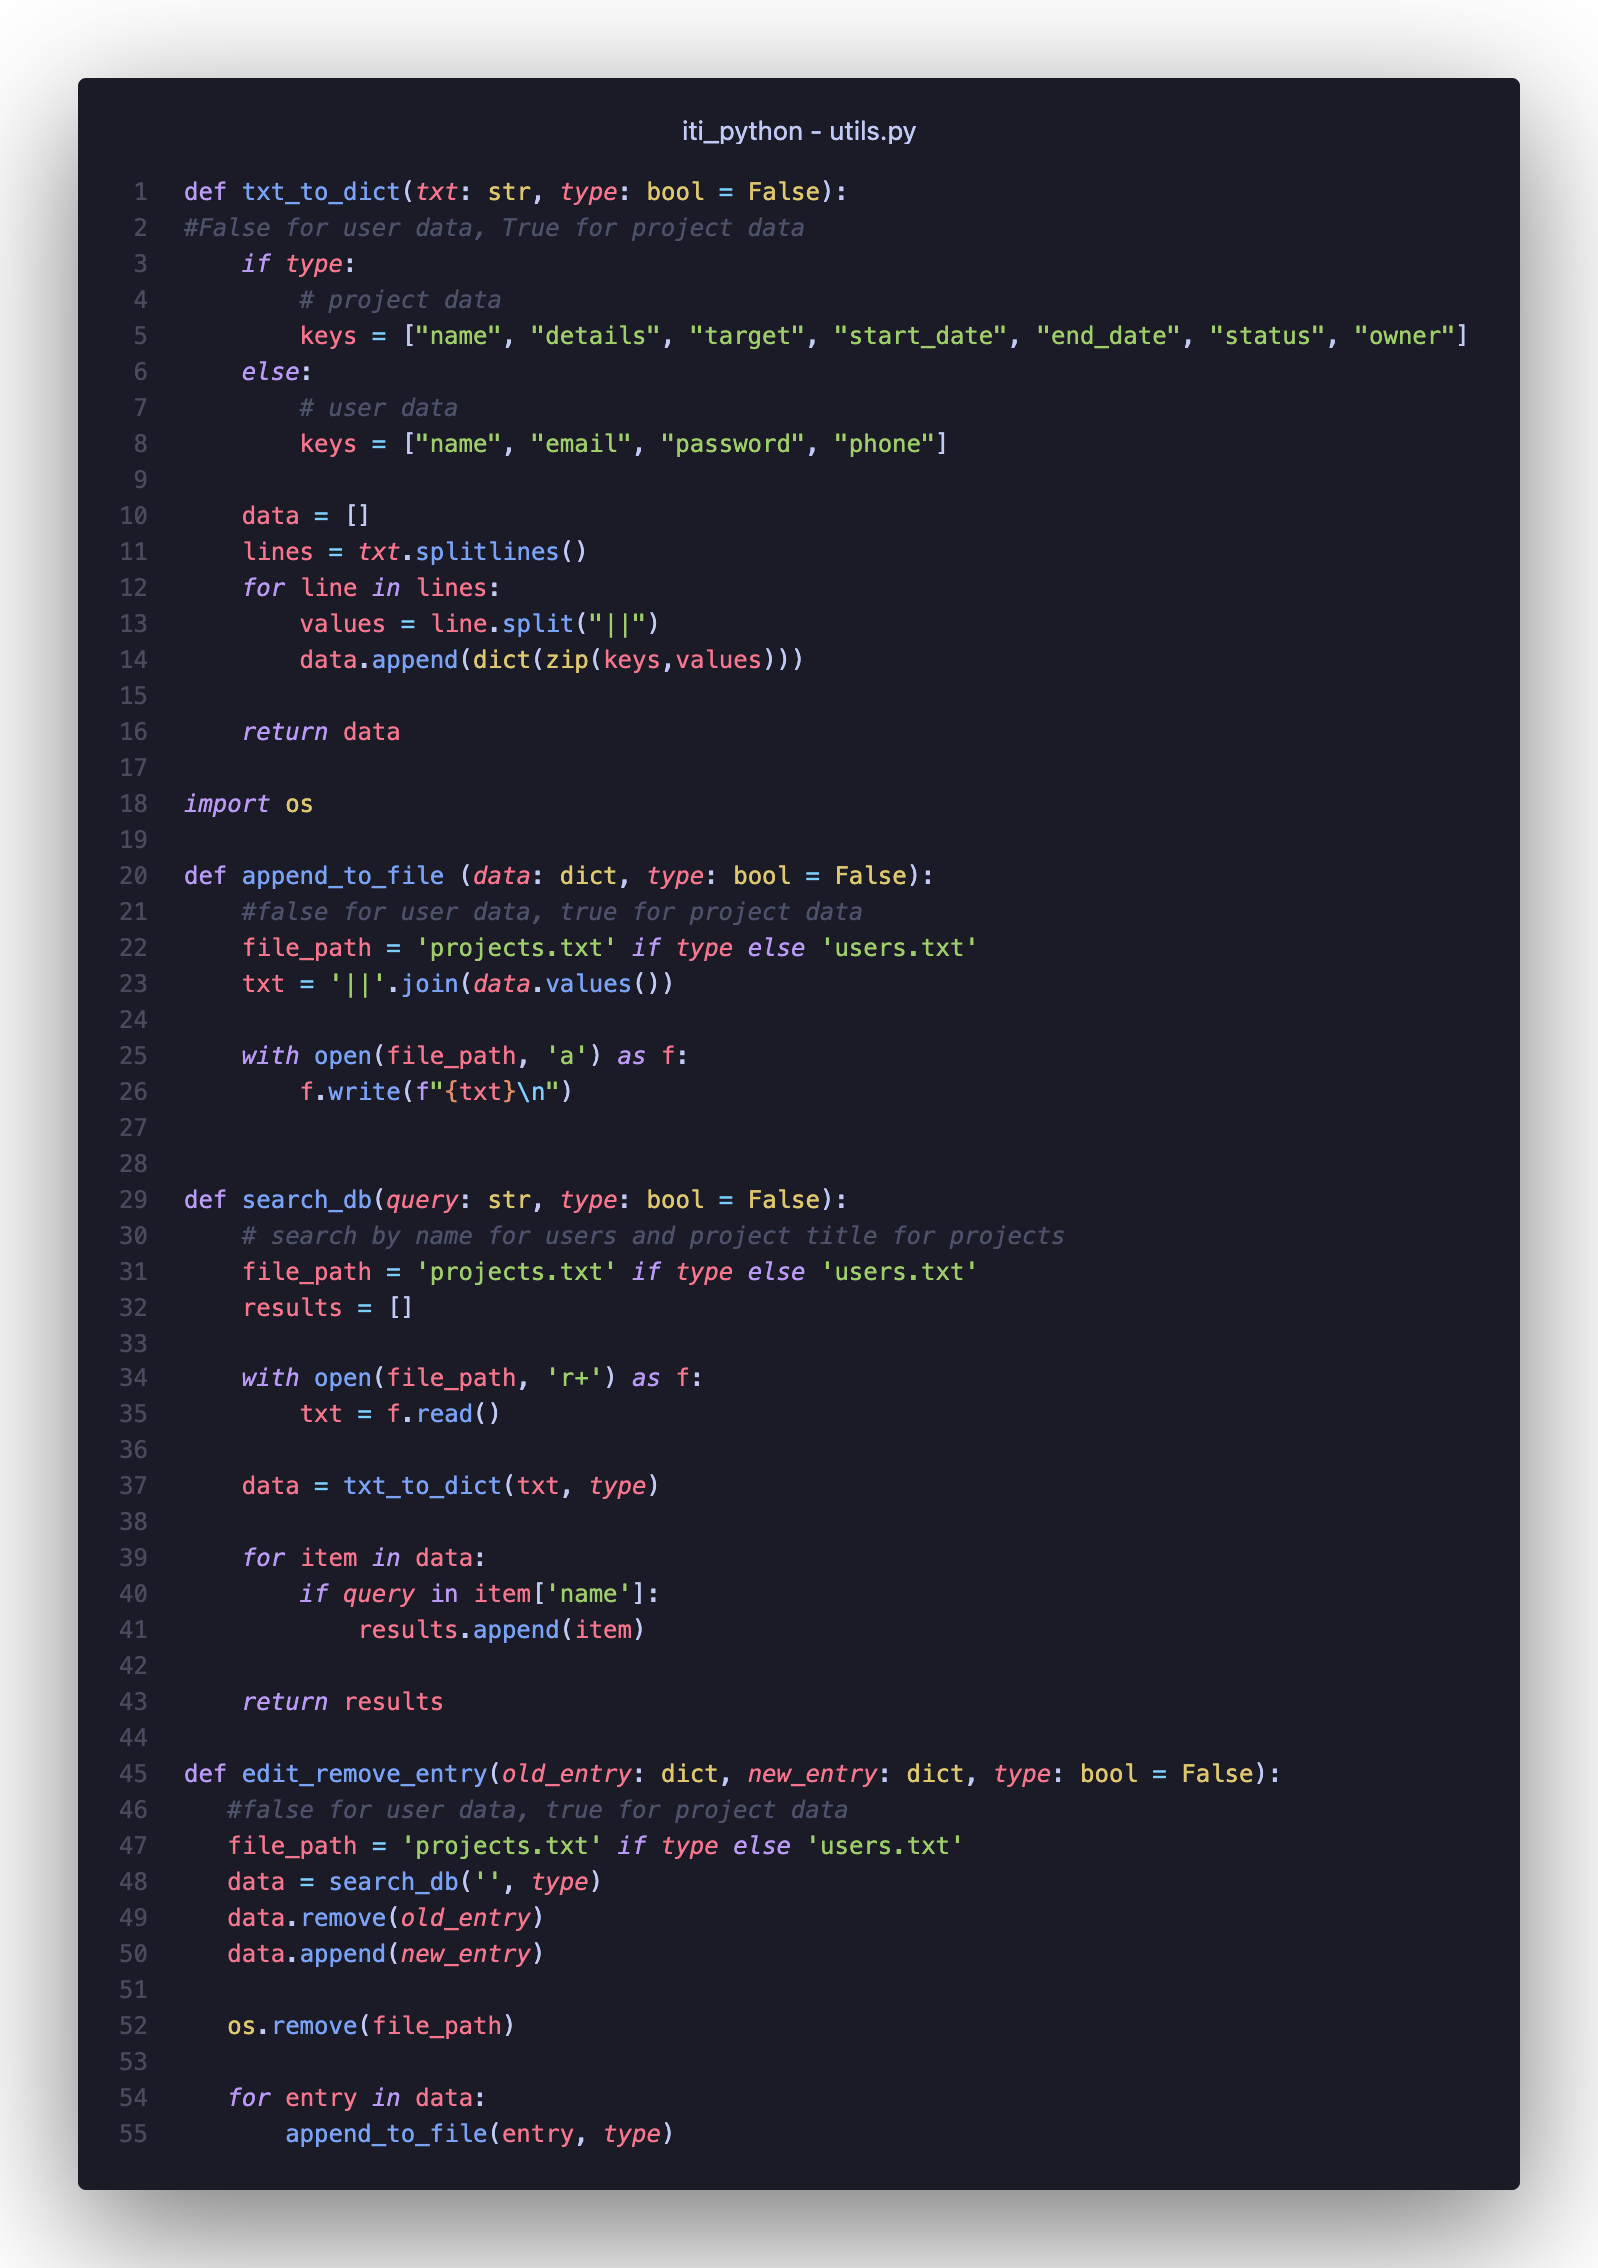 iti_python - utils.py
1 def txt_to_dict(txt: str, type: bool = False):
2 #False for user data, True for project data
3     if type:
4         # project data
5         keys = ["name", "details", "target", "start_date", "end_date", "status", "owner"]
6     else:
7         # user data
8         keys = ["name", "email", "password", "phone"]
9
10     data = []
11     lines = txt.splitlines()
12     for line in lines:
13         values = line.split("||")
14         data.append(dict(zip(keys,values)))
15
16     return data
17
18 import os
19
20 def append_to_file (data: dict, type: bool = False):
21     #false for user data, true for project data
22     file_path = 'projects.txt' if type else 'users.txt'
23     txt = '||'.join(data.values())
24
25     with open(file_path, 'a') as f:
26         f.write(f"{txt}\n")
27
28
29 def search_db(query: str, type: bool = False):
30     # search by name for users and project title for projects
31     file_path = 'projects.txt' if type else 'users.txt'
32     results = []
33
34     with open(file_path, 'r+') as f:
35         txt = f.read()
36
37     data = txt_to_dict(txt, type)
38
39     for item in data:
40         if query in item['name']:
41             results.append(item)
42
43     return results
44
45 def edit_remove_entry(old_entry: dict, new_entry: dict, type: bool = False):
46    #false for user data, true for project data
47    file_path = 'projects.txt' if type else 'users.txt'
48    data = search_db('', type)
49    data.remove(old_entry)
50    data.append(new_entry)
51
52    os.remove(file_path)
53
54    for entry in data:
55        append_to_file(entry, type)